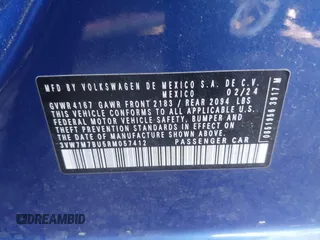 MFD. BY VOLKSWAGEN DE MEXICO S.A. DE C.V.
MEXICO 02/24
GVWR4167 GAWR FRONT 2183 / REAR 2094 LBS
THIS VEHICLE CONFORMS TO ALL APPLICABLE U.S.
FEDERAL MOTOR VEHICLE SAFETY, BUMPER AND
THEFT PREVENTION STANDARDS IN EFFECT ON THE
DATE OF MANUFACTURE SHOWN ABOVE.
3VW7M7BU5RM057412 PASSENGER CAR
0051950 3017 M
DREAMBID